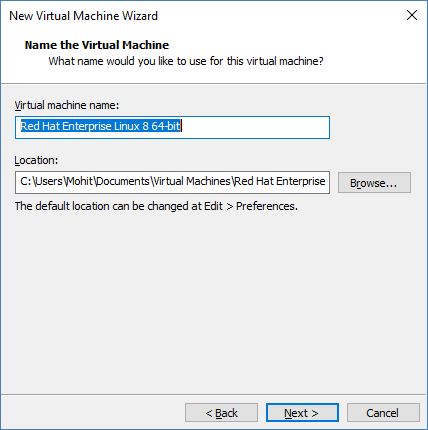 New Virtual Machine Wizard
Name the Virtual Machine
What name would you like to use for this virtual machine?
Virtual machine name:
Red Hat Enterprise Linux 8 64-bit
Location:
C:\Users\Mohit\Documents\Virtual Machines\Red Hat Enterprise
Browse...
The default location can be changed at Edit > Preferences.
< Back Next > Cancel